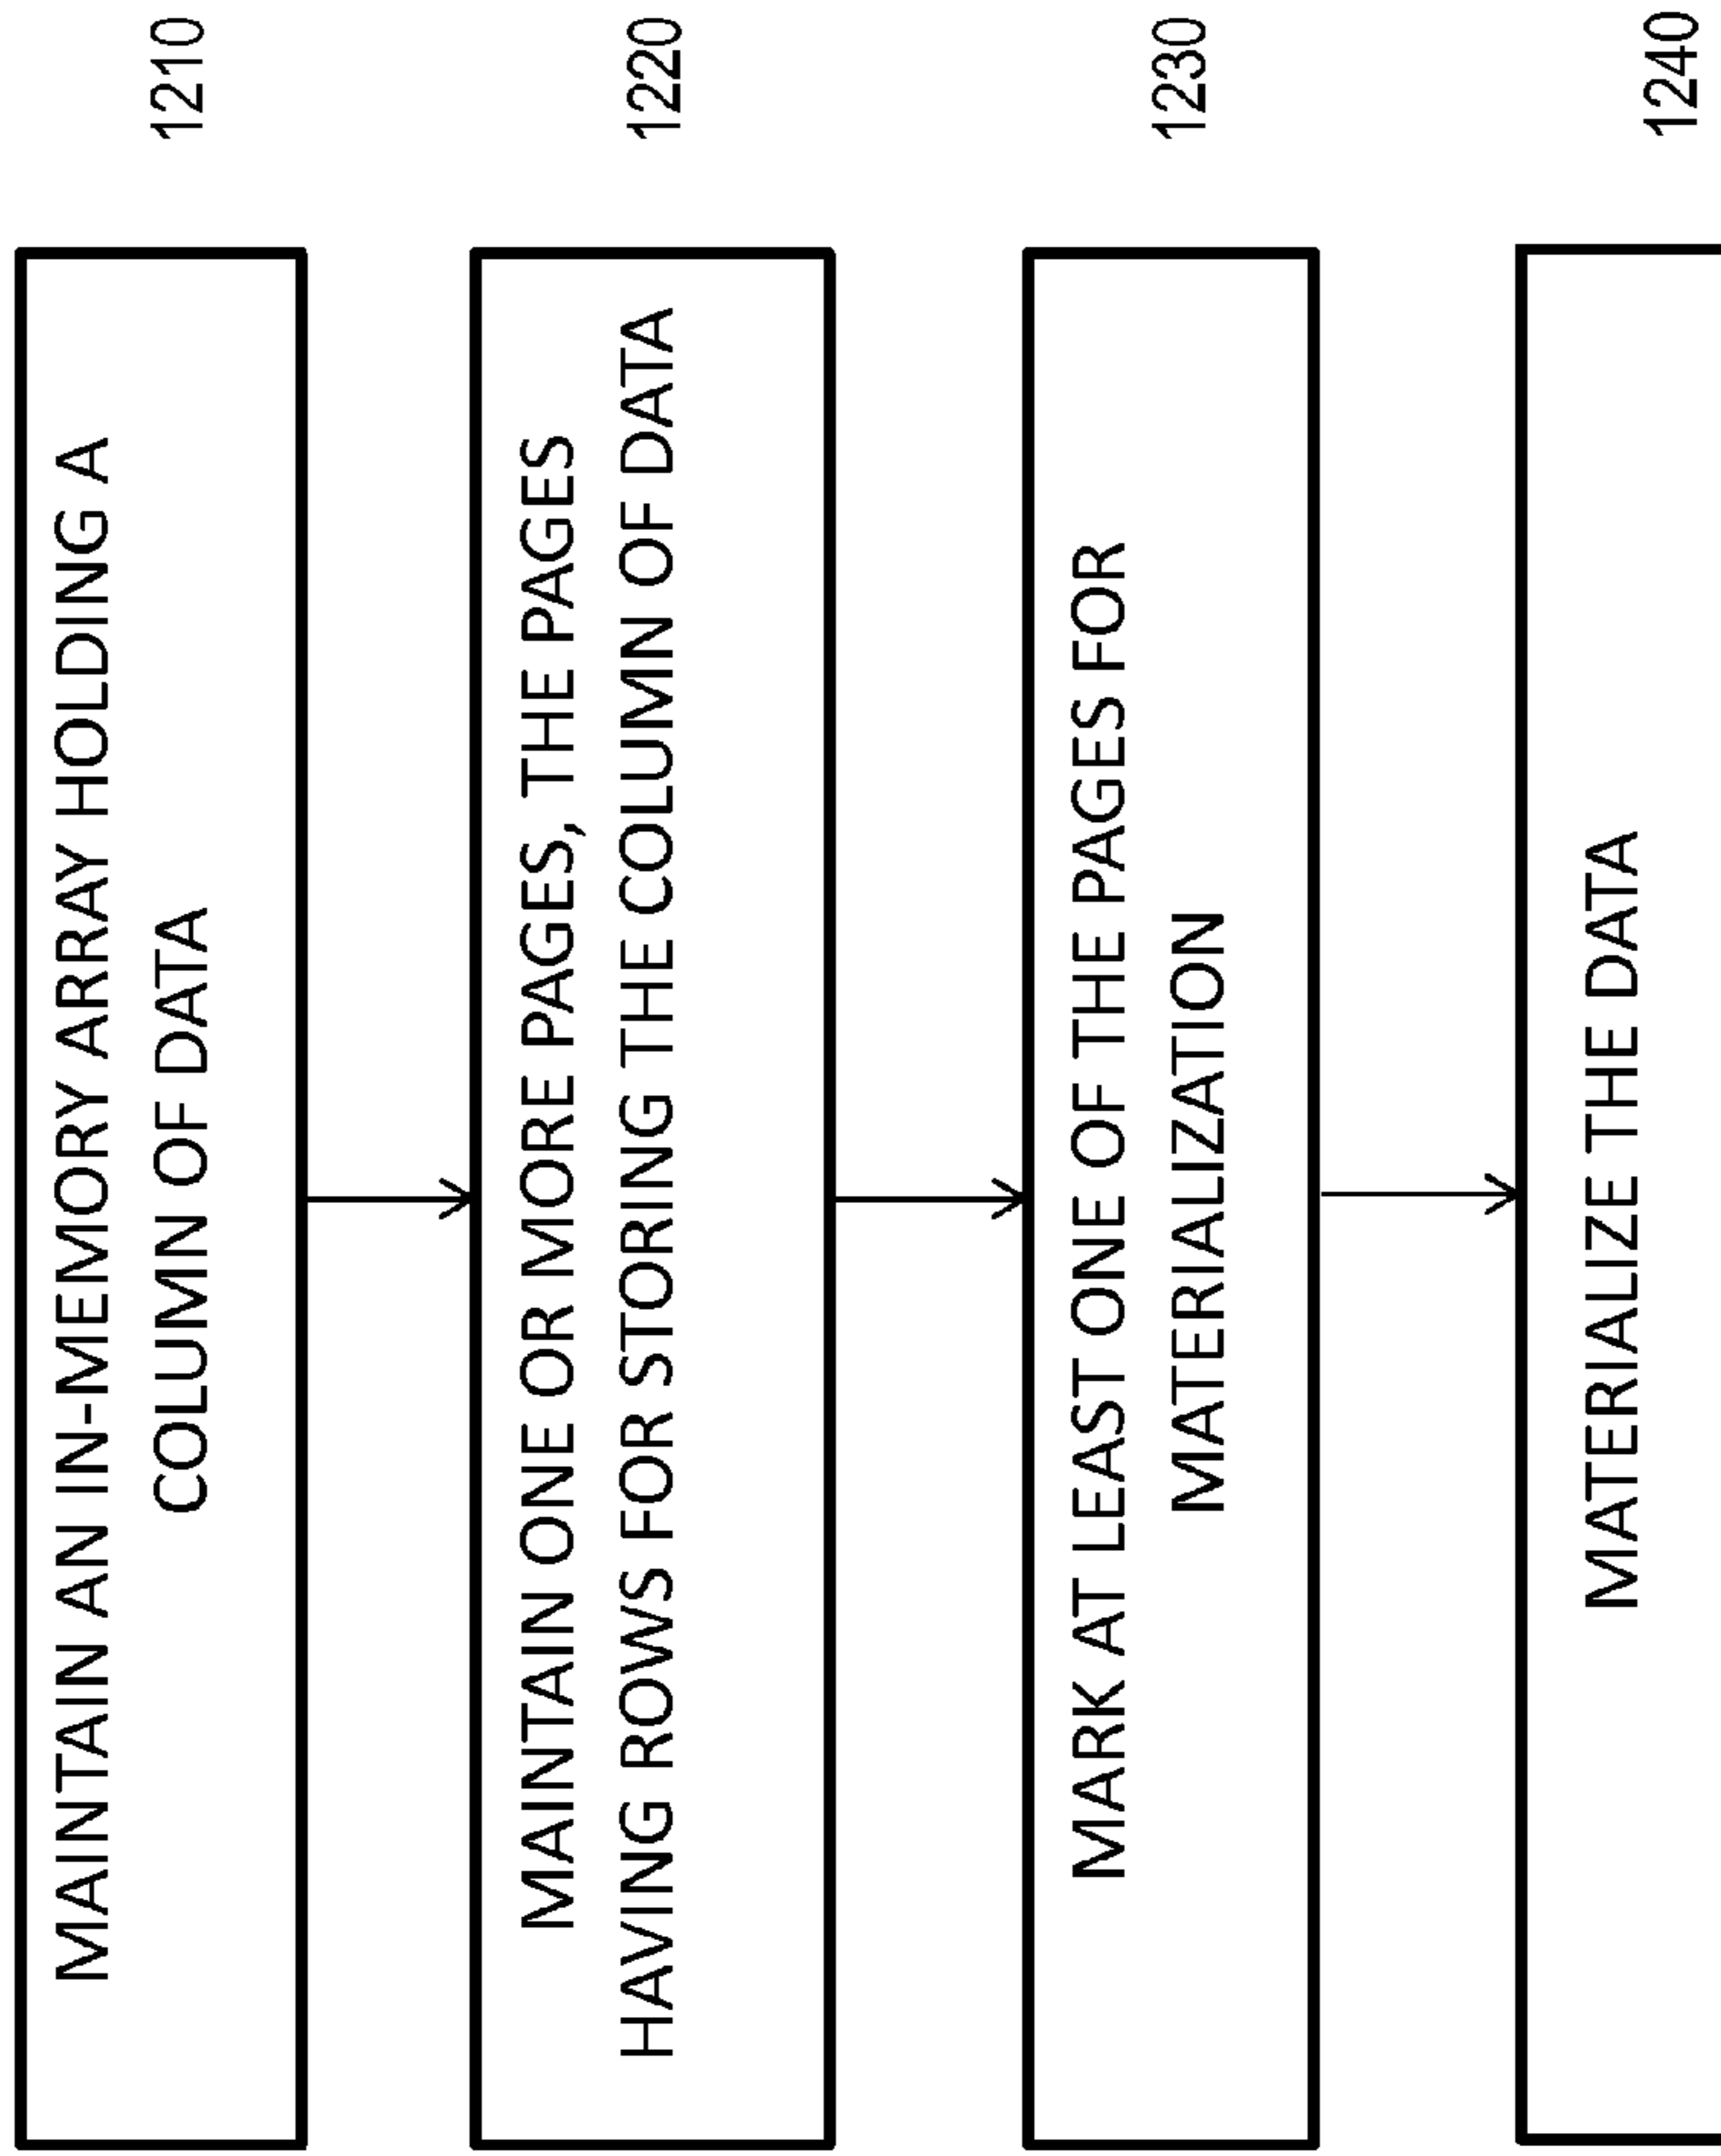 MAINTAIN AN IN-MEMORY ARRAY HOLDING A
COLUMN OF DATA
1210
MAINTAIN ONE OR MORE PAGES, THE PAGES
HAVING ROWS FOR STORING THE COLUMN OF DATA
1220
MARK AT LEAST ONE OF THE PAGES FOR
MATERIALIZATION
1230
MATERIALIZE THE DATA
1240